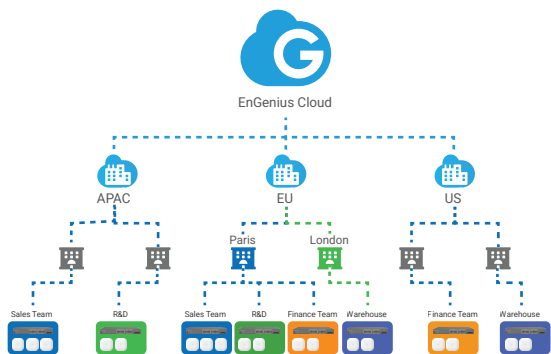 EnGenius Cloud
APAC
EU
US
Paris
London
Sales Team
R&D
Sales Team
R&D
Finance Team
Warehouse
Finance Team
Warehouse